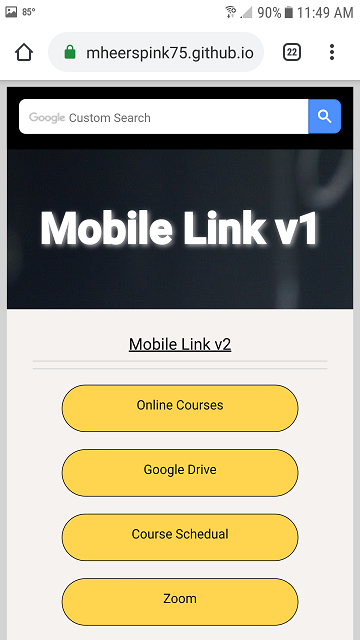 85° 90% 11:49 AM
mheerspink75.github.io 22
Google Custom Search
Mobile Link v1
Mobile Link v2
Online Courses
Google Drive
Course Schedual
Zoom